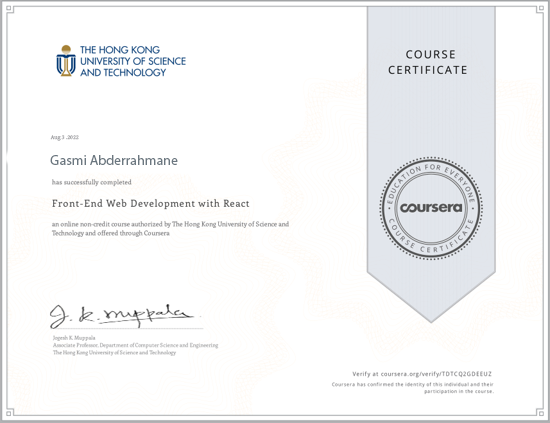 THE HONG KONG
UNIVERSITY OF SCIENCE
AND TECHNOLOGY
COURSE
CERTIFICATE
Aug 3 ,2022
Gasmi Abderrahmane
has successfully completed
Front-End Web Development with React
an online non-credit course authorized by The Hong Kong University of Science and
Technology and offered through Coursera
EDUCATION FOR EVERYONE
coursera
COURSE CERTIFICATE
J. K. Muppala
Jogesh K. Muppala
Associate Professor, Department of Computer Science and Engineering
The Hong Kong University of Science and Technology
Verify at coursera.org/verify/TDTCQ2GDEEUZ
Coursera has confirmed the identity of this individual and their
participation in the course.